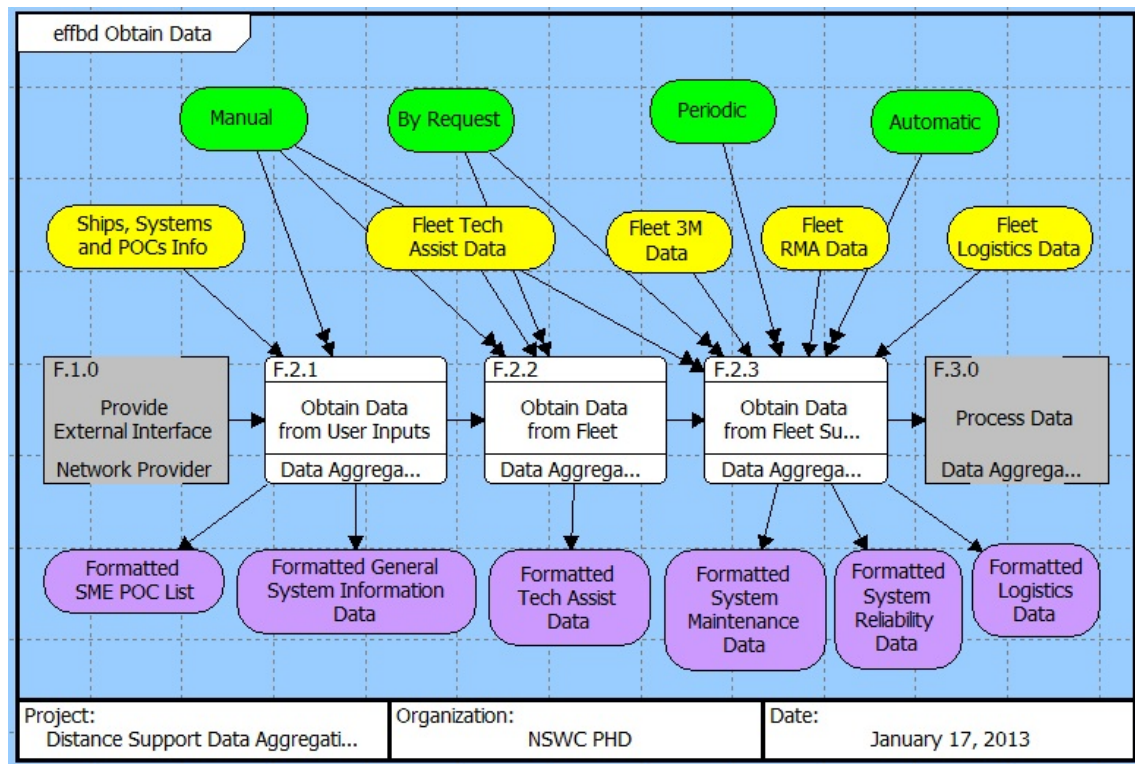 effbd Obtain Data
Manual
By Request
Periodic
Automatic
Ships, Systems
and POCs Info
Fleet Tech
Assist Data
Fleet 3M
Data
Fleet
RMA Data
Fleet
Logistics Data
F.1.0
Provide
External Interface
Network Provider
F.2.1
Obtain Data
from User Inputs
Data Aggrega...
F.2.2
Obtain Data
from Fleet
Data Aggrega...
F.2.3
Obtain Data
from Fleet Su...
Data Aggrega...
F.3.0
Process Data
Data Aggrega...
Formatted
SME POC List
Formatted General
System Information
Data
Formatted
Tech Assist
Data
Formatted
System
Maintenance
Data
Formatted
System
Reliability
Data
Formatted
Logistics
Data
Project:
Distance Support Data Aggregati...
Organization:
NSWC PHD
Date:
January 17, 2013